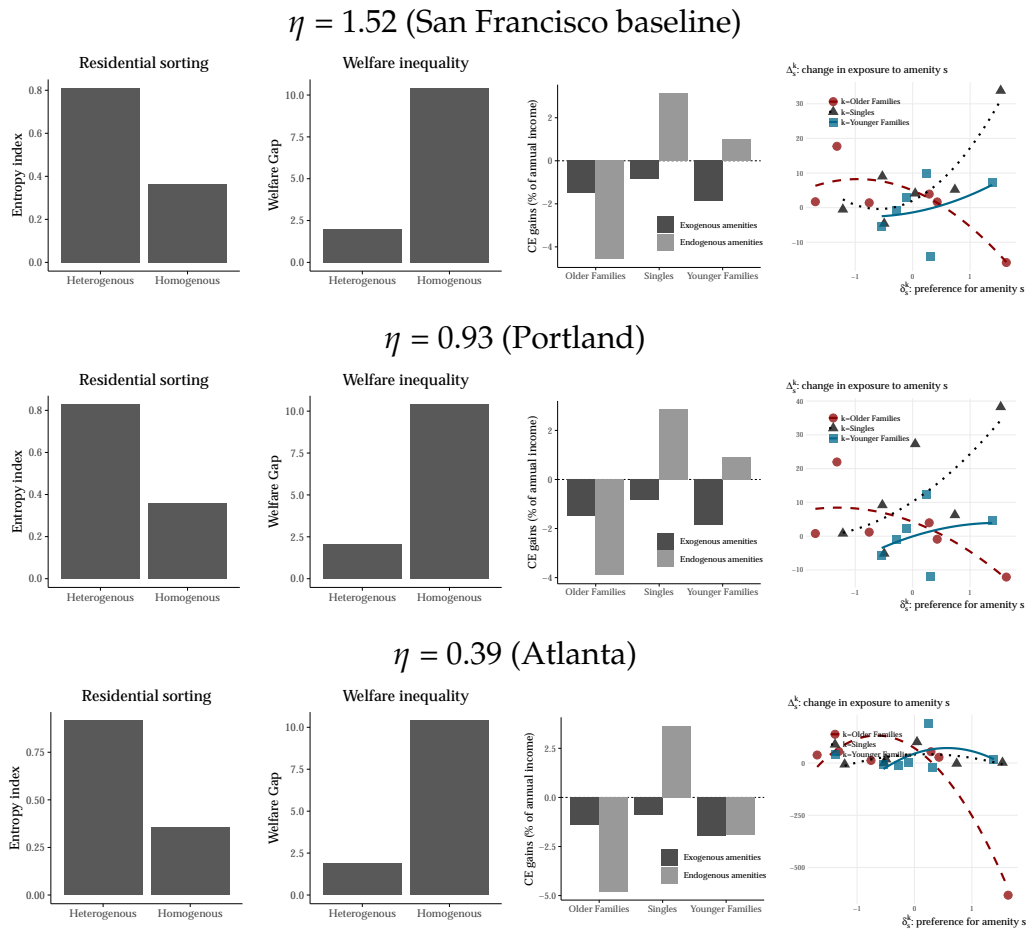 η = 1.52 (San Francisco baseline)
Residential sorting
Entropy index
0.8
0.6
0.4
0.2
0.0
Heterogenous Homogenous
Welfare inequality
Welfare Gap
10.0
7.5
5.0
2.5
0.0
Heterogenous Homogenous
CE gains (% of annual income)
2
0
−2
−4
Exogenous amenities
Endogenous amenities
Older Families Singles Younger Families
Δₛᵏ: change in exposure to amenity s
30
20
10
0
−10
k=Older Families
k=Singles
k=Younger Families
−1 0 1
δₛᵏ: preference for amenity s
η = 0.93 (Portland)
Residential sorting
Entropy index
0.8
0.6
0.4
0.2
0.0
Heterogenous Homogenous
Welfare inequality
Welfare Gap
10.0
7.5
5.0
2.5
0.0
Heterogenous Homogenous
CE gains (% of annual income)
2
0
−2
−4
Exogenous amenities
Endogenous amenities
Older Families Singles Younger Families
Δₛᵏ: change in exposure to amenity s
40
30
20
10
0
−10
k=Older Families
k=Singles
k=Younger Families
−1 0 1
δₛᵏ: preference for amenity s
η = 0.39 (Atlanta)
Residential sorting
Entropy index
0.75
0.50
0.25
0.00
Heterogenous Homogenous
Welfare inequality
Welfare Gap
10.0
7.5
5.0
2.5
0.0
Heterogenous Homogenous
CE gains (% of annual income)
2.5
0.0
−2.5
−5.0
Exogenous amenities
Endogenous amenities
Older Families Singles Younger Families
Δₛᵏ: change in exposure to amenity s
0
−250
−500
k=Older Families
k=Singles
k=Younger Families
−1 0 1
δₛᵏ: preference for amenity s